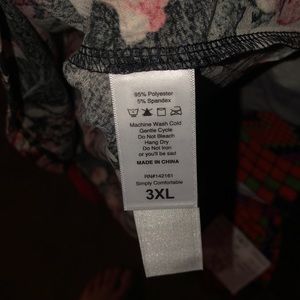 95% Polyester
5% Spandex
Machine Wash Cold
Gentle Cycle
Do Not Bleach
Hang Dry
Do Not Iron
or you'll be sad
MADE IN CHINA
RN#142161
Simply Comfortable
3XL